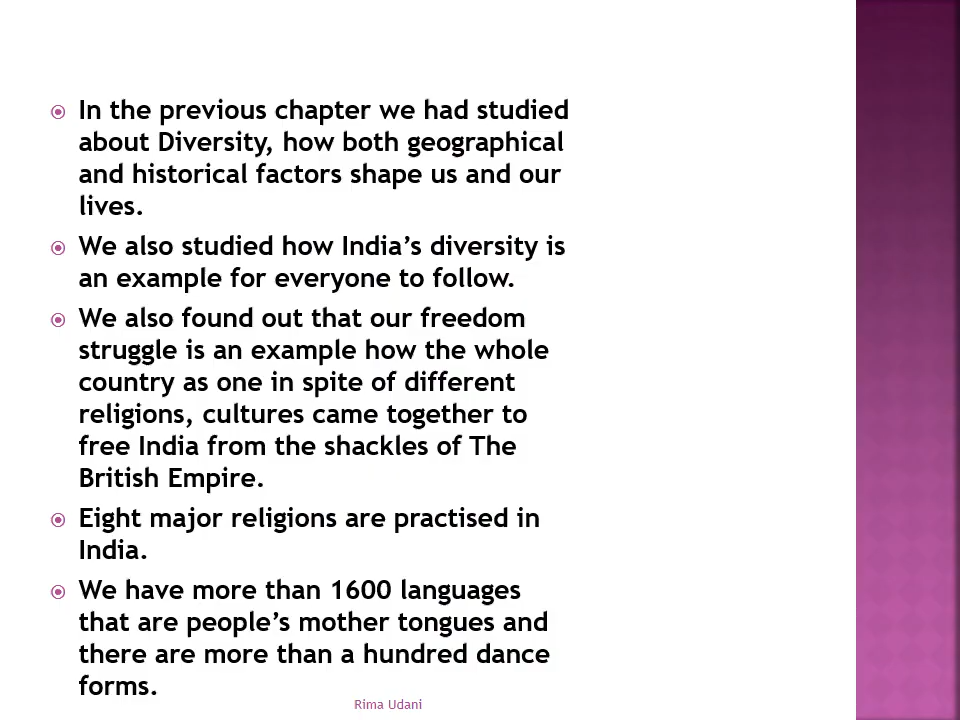 In the previous chapter we had studied
about Diversity, how both geographical
and historical factors shape us and our
lives.
We also studied how India’s diversity is
an example for everyone to follow.
We also found out that our freedom
struggle is an example how the whole
country as one in spite of different
religions, cultures came together to
free India from the shackles of The
British Empire.
Eight major religions are practised in
India.
We have more than 1600 languages
that are people’s mother tongues and
there are more than a hundred dance
forms.
Rima Udani